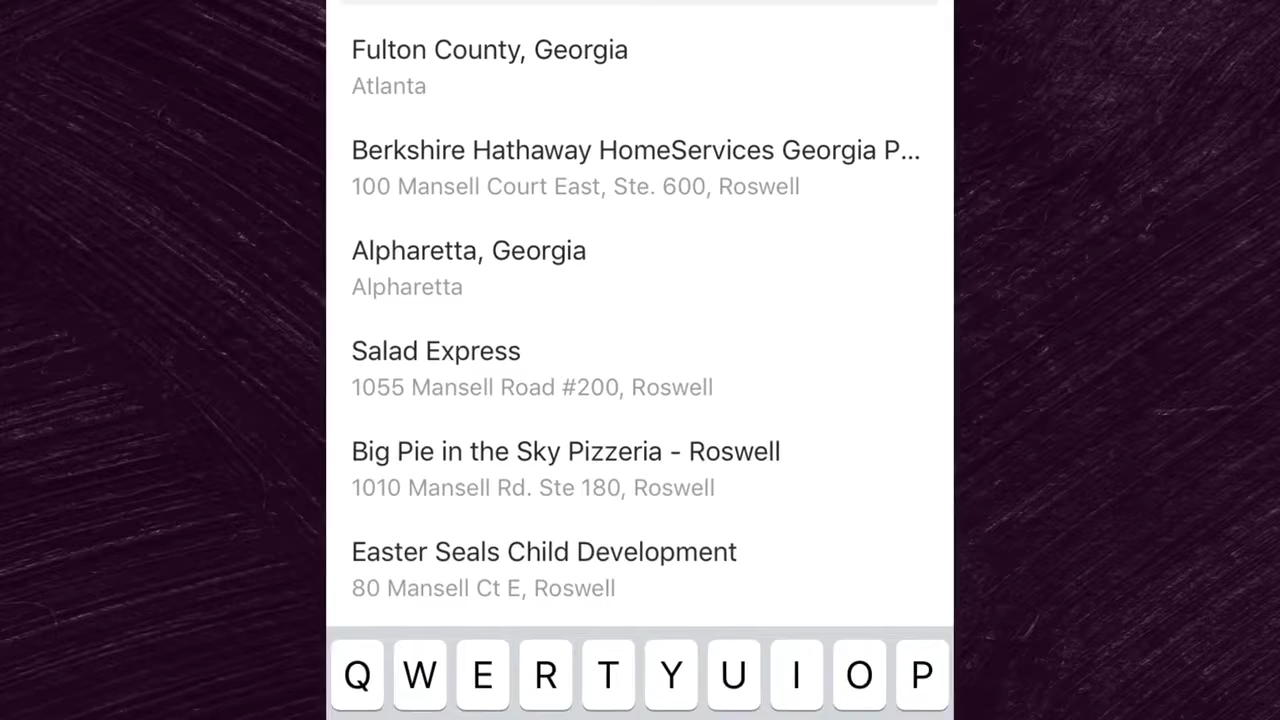 Fulton County, Georgia
Atlanta
Berkshire Hathaway HomeServices Georgia P...
100 Mansell Court East, Ste. 600, Roswell
Alpharetta, Georgia
Alpharetta
Salad Express
1055 Mansell Road #200, Roswell
Big Pie in the Sky Pizzeria - Roswell
1010 Mansell Rd. Ste 180, Roswell
Easter Seals Child Development
80 Mansell Ct E, Roswell
Q W E R T Y U I O P